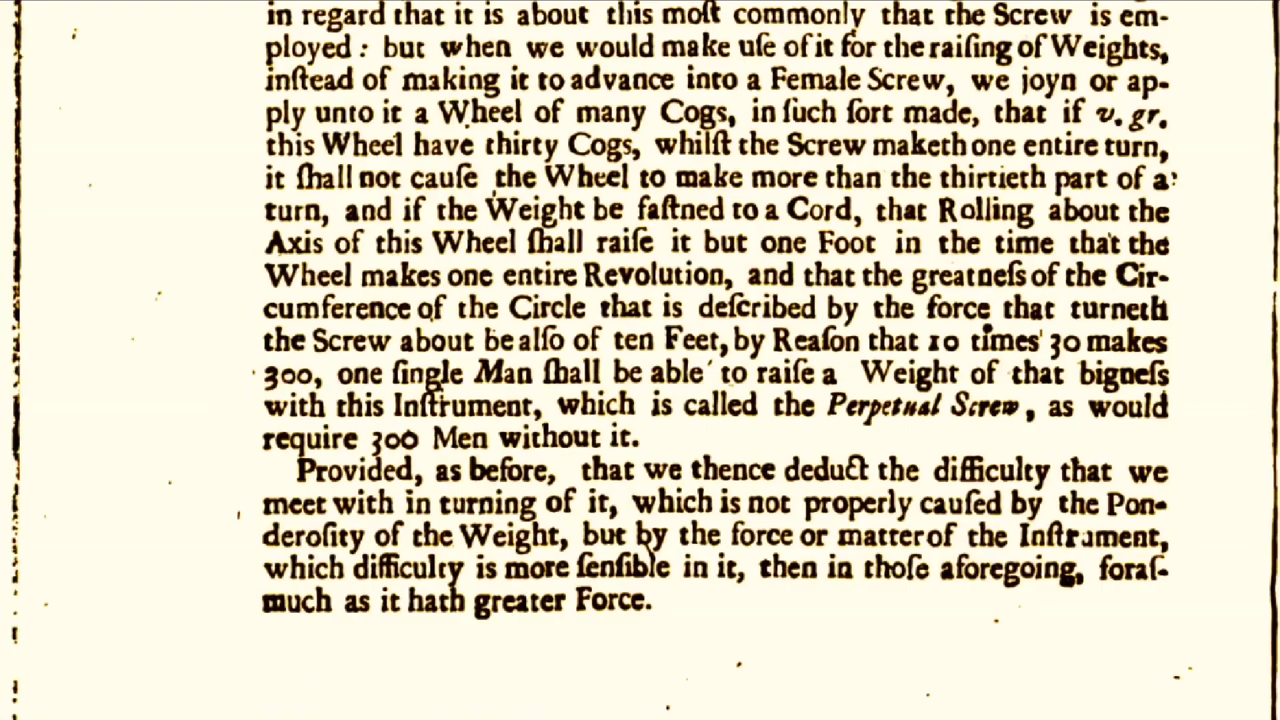 in regard that it is about this moſt commonly that the Screw is em-
ployed : but when we would make uſe of it for the raiſing of Weights,
inſtead of making it to advance into a Female Screw, we joyn or ap-
ply unto it a Wheel of many Cogs, in ſuch ſort made, that if v. gr.
this Wheel have thirty Cogs, whilſt the Screw maketh one entire turn,
it ſhall not cauſe the Wheel to make more than the thirtieth part of a
turn, and if the Weight be faſtned to a Cord, that Rolling about the
Axis of this Wheel ſhall raiſe it but one Foot in the time that the
Wheel makes one entire Revolution, and that the greatneſs of the Cir-
cumference of the Circle that is deſcribed by the force that turneth
the Screw about be alſo of ten Feet, by Reaſon that 10 times 30 makes
300, one ſingle Man ſhall be able to raiſe a Weight of that bigneſs
with this Inſtrument, which is called the Perpetual Screw, as would
require 300 Men without it.
Provided, as before, that we thence deduct the difficulty that we
meet with in turning of it, which is not properly cauſed by the Pon-
deroſity of the Weight, but by the force or matter of the Inſtrument,
which difficulty is more ſenſible in it, then in thoſe aforegoing, foraſ-
much as it hath greater Force.